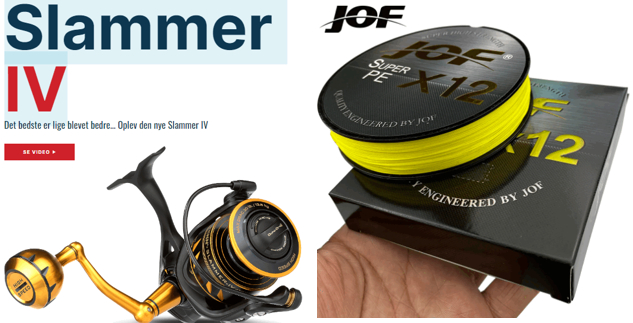 Slammer
IV
Det bedste er lige blevet bedre... Oplev den nye Slammer IV
SE VIDEO
JOF
JOF®
SUPER
PE
X12
QUALITY ENGINEERED BY JOF
JOF
X12
Y ENGINEERED BY JOF